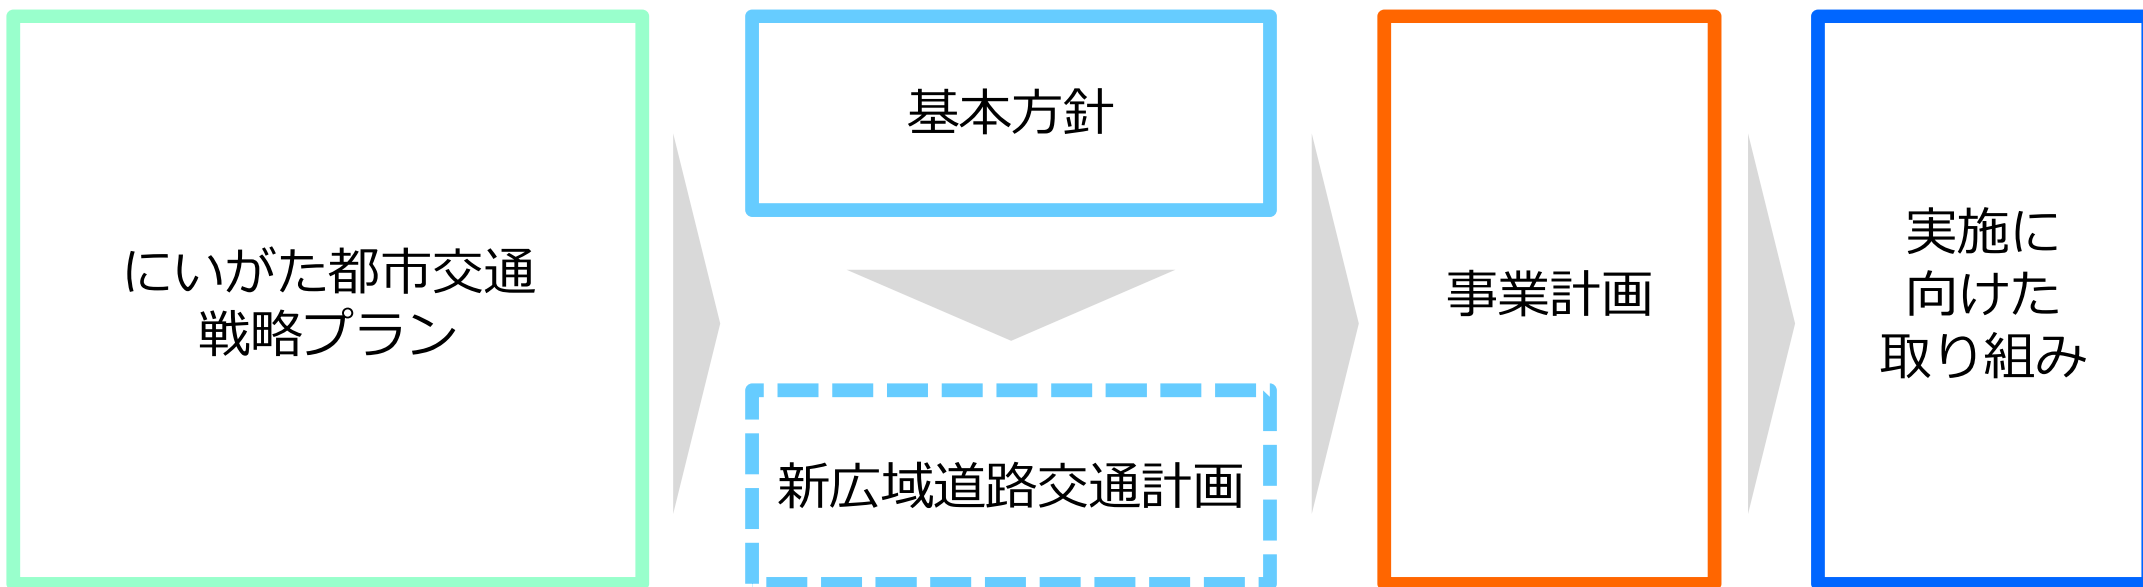 にいがた都市交通
戦略プラン
基本方針
新広域道路交通計画
事業計画
実施に
向けた
取り組み